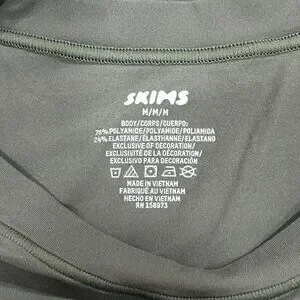 SKIMS
M/M/M
BODY/CORPS/CUERPO:
76% POLYAMIDE/POLYAMIDE/POLIAMIDA
24% ELASTANE/ÉLASTHANNE/ELASTANO
EXCLUSIVE OF DECORATION/
EXCLUSIVITÉ DE LA DÉCORATION/
EXCLUSIVO PARA DECORACIÓN
MADE IN VIETNAM
FABRIQUÉ AU VIETNAM
HECHO EN VIETNAM
RN 158973